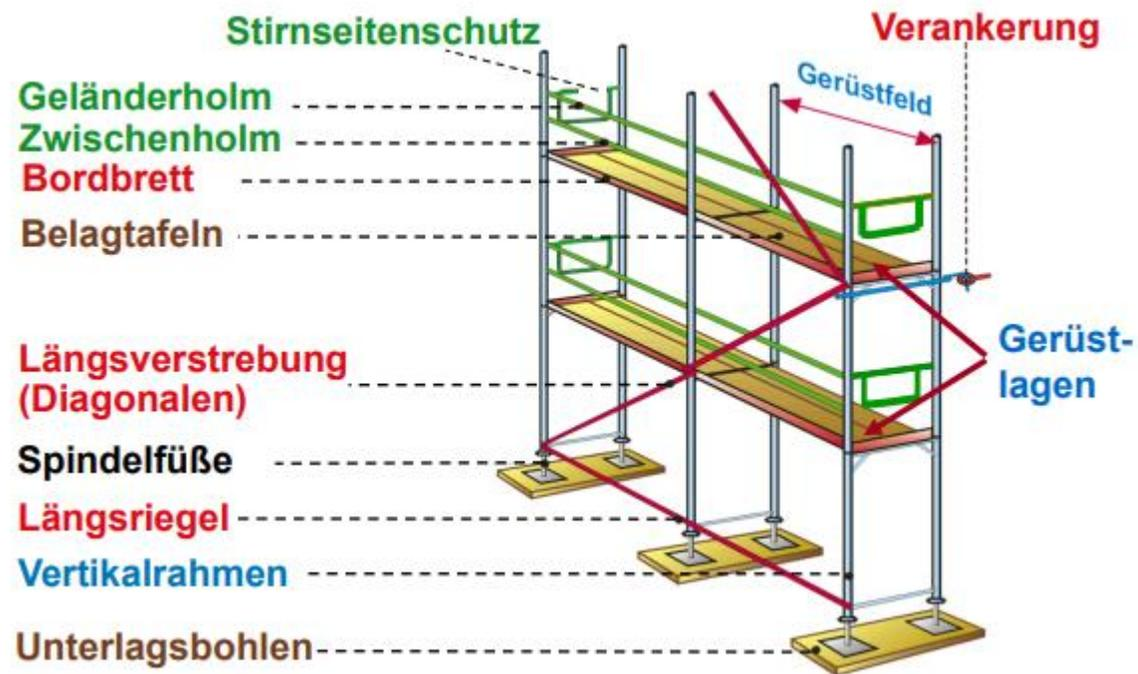 Stirnseitenschutz
Verankerung
Gerüstfeld
Geländerholm
Zwischenholm
Bordbrett
Belagtafeln
Gerüst-
lagen
Längsverstrebung
(Diagonalen)
Spindelfüße
Längsriegel
Vertikalrahmen
Unterlagsbohlen